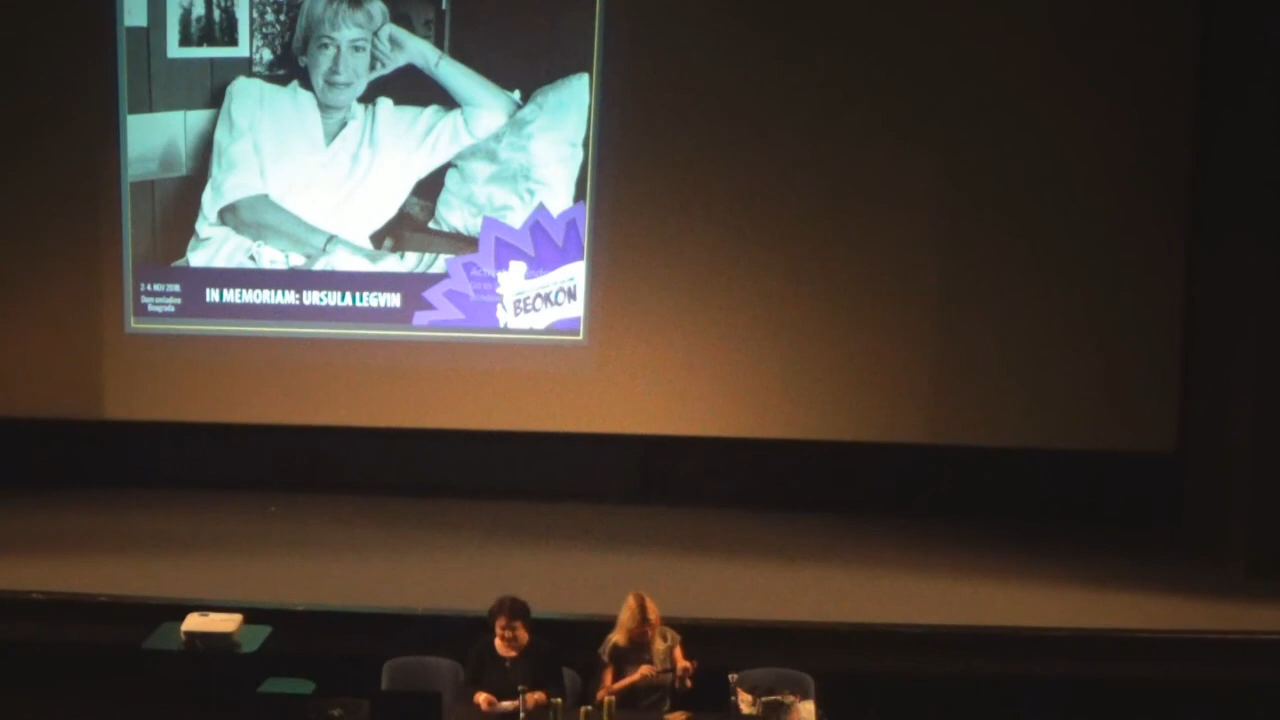 2-4. NOV 2018.
Dom omladine
Beograda
IN MEMORIAM: URSULA LEGVIN
BEOKON